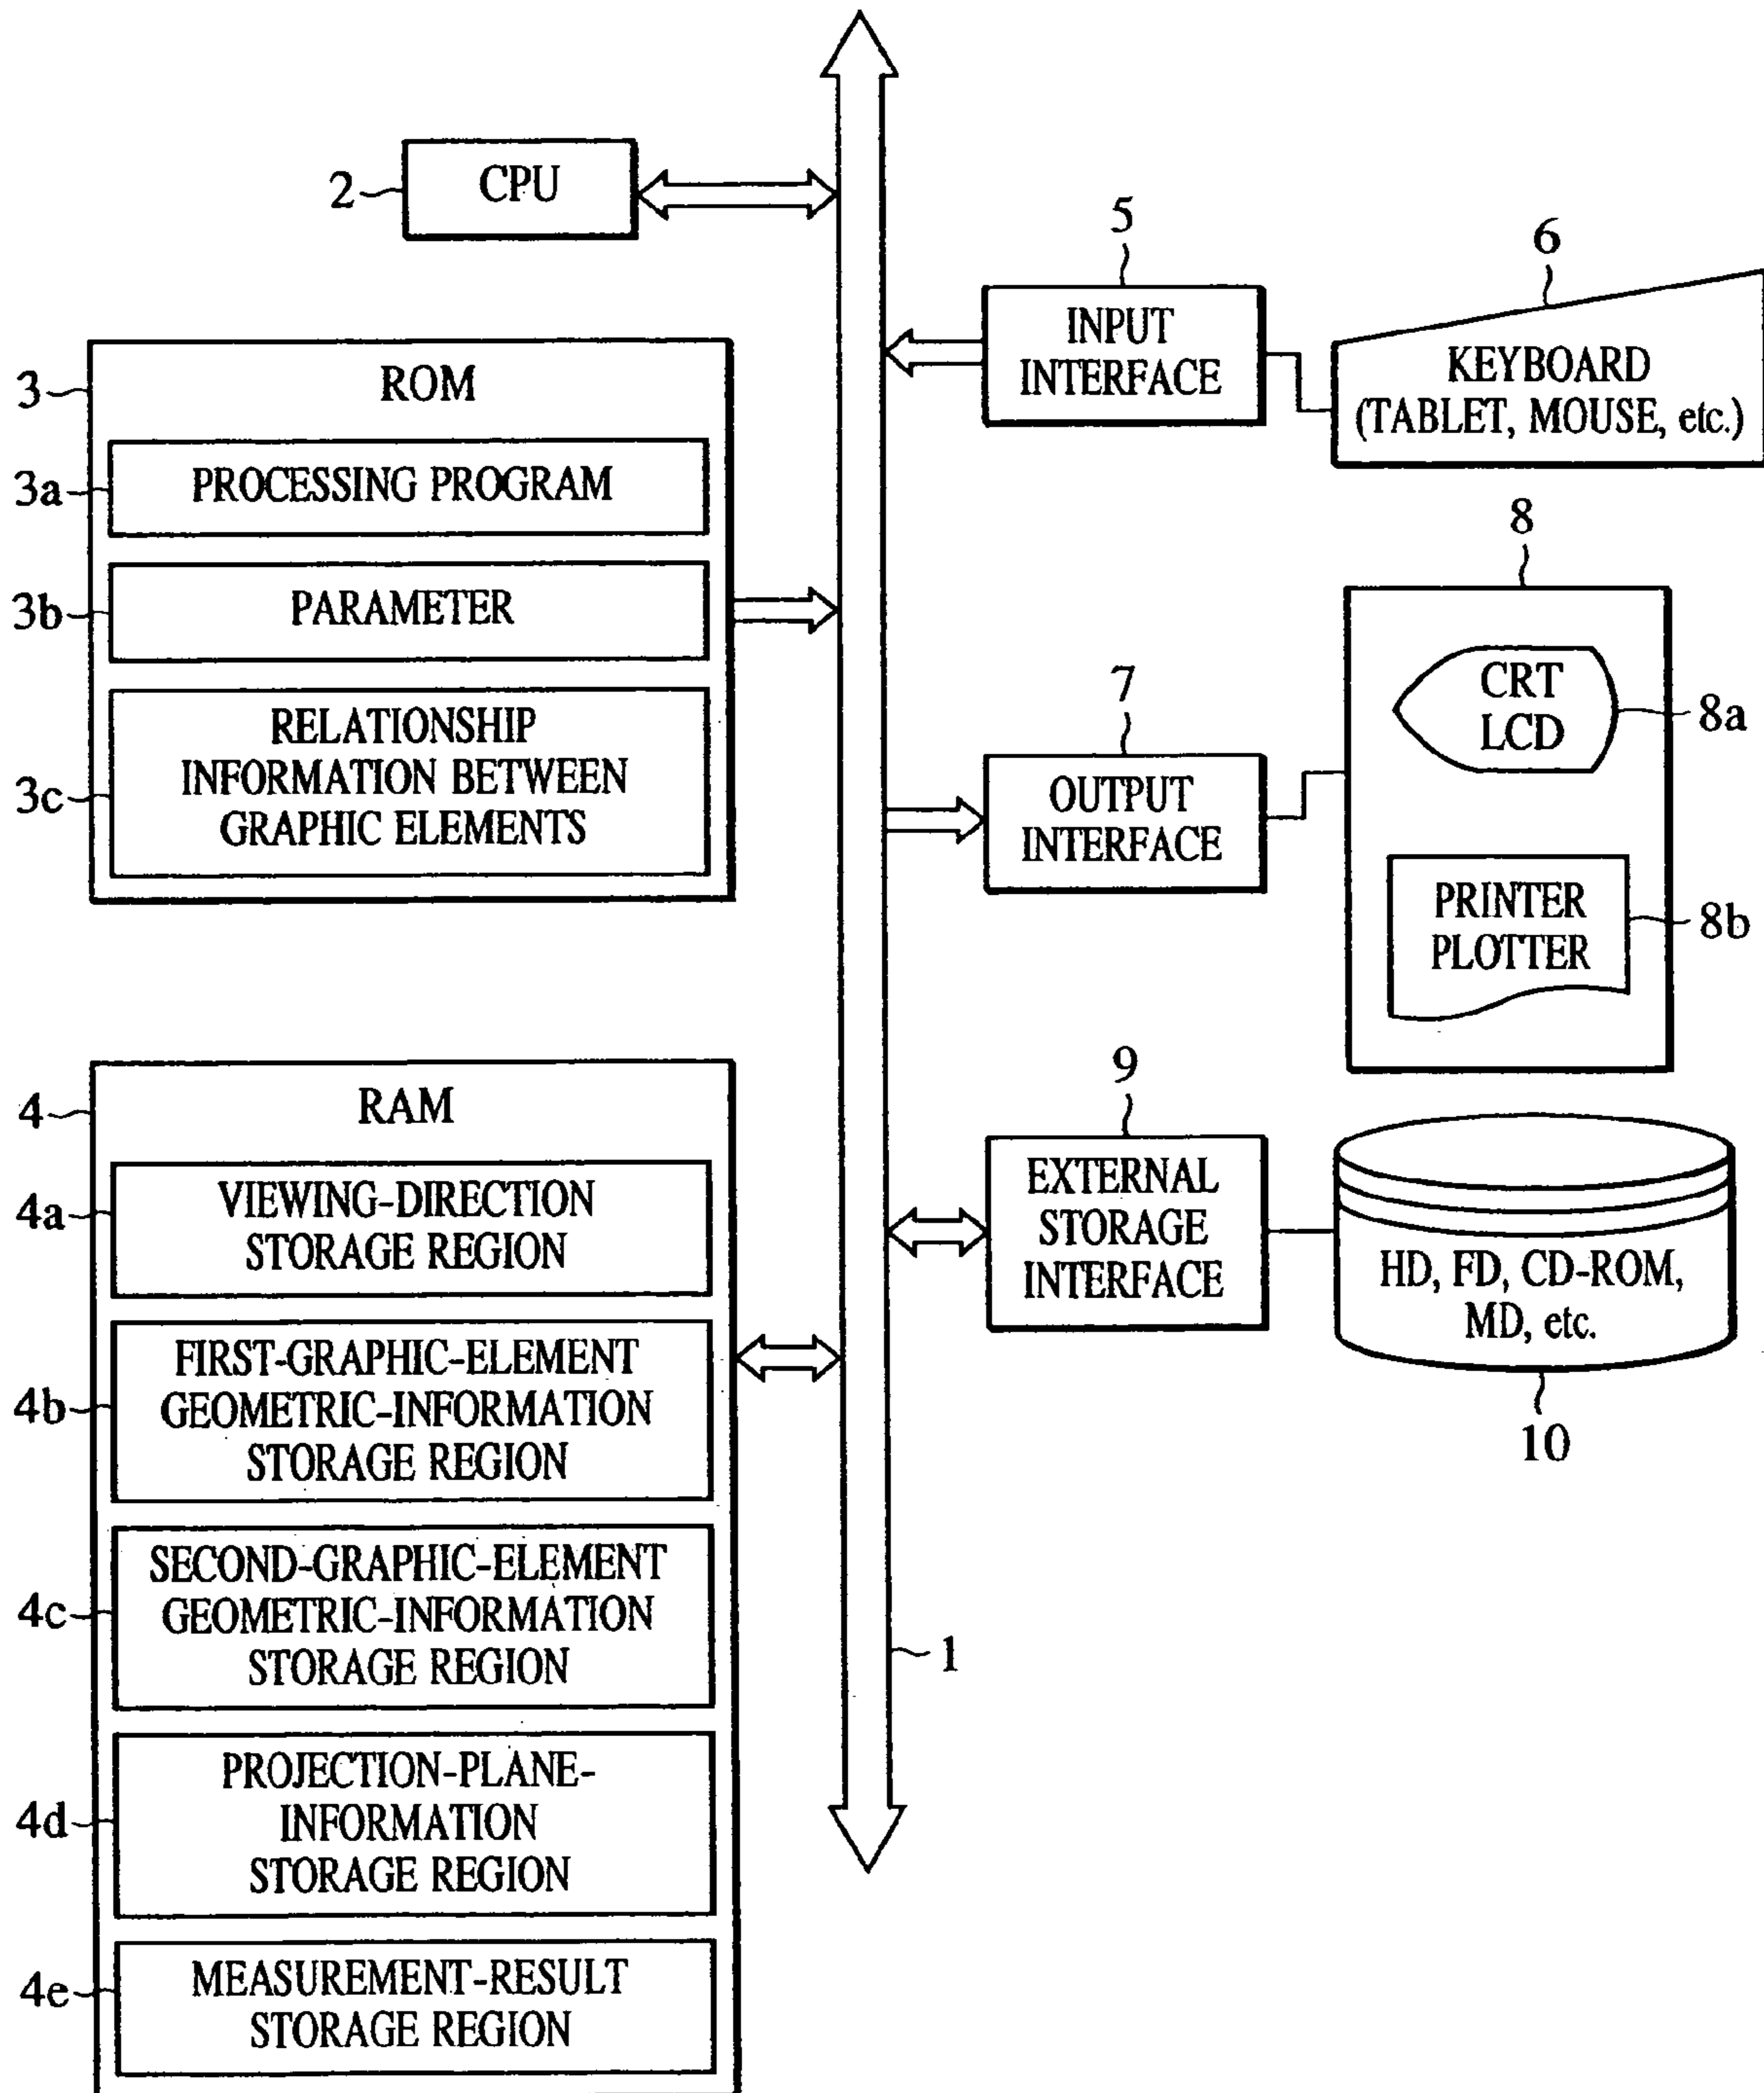 2
CPU
5
INPUT
INTERFACE
6
KEYBOARD
(TABLET, MOUSE, etc.)
3
ROM
3a
PROCESSING PROGRAM
3b
PARAMETER
3c
RELATIONSHIP
INFORMATION BETWEEN
GRAPHIC ELEMENTS
7
OUTPUT
INTERFACE
8
CRT
LCD
8a
PRINTER
PLOTTER
8b
4
RAM
4a
VIEWING-DIRECTION
STORAGE REGION
4b
FIRST-GRAPHIC-ELEMENT
GEOMETRIC-INFORMATION
STORAGE REGION
4c
SECOND-GRAPHIC-ELEMENT
GEOMETRIC-INFORMATION
STORAGE REGION
4d
PROJECTION-PLANE-
INFORMATION
STORAGE REGION
4e
MEASUREMENT-RESULT
STORAGE REGION
9
EXTERNAL
STORAGE
INTERFACE
HD, FD, CD-ROM,
MD, etc.
10
1